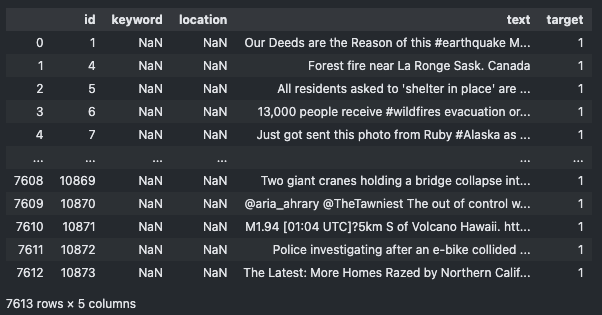 id keyword location text target
0 1 NaN NaN Our Deeds are the Reason of this #earthquake M... 1
1 4 NaN NaN Forest fire near La Ronge Sask. Canada 1
2 5 NaN NaN All residents asked to 'shelter in place' are ... 1
3 6 NaN NaN 13,000 people receive #wildfires evacuation or... 1
4 7 NaN NaN Just got sent this photo from Ruby #Alaska as ... 1
... ... ... ... ... ...
7608 10869 NaN NaN Two giant cranes holding a bridge collapse int... 1
7609 10870 NaN NaN @aria_ahrary @TheTawniest The out of control w... 1
7610 10871 NaN NaN M1.94 [01:04 UTC]?5km S of Volcano Hawaii. htt... 1
7611 10872 NaN NaN Police investigating after an e-bike collided ... 1
7612 10873 NaN NaN The Latest: More Homes Razed by Northern Calif... 1
7613 rows × 5 columns